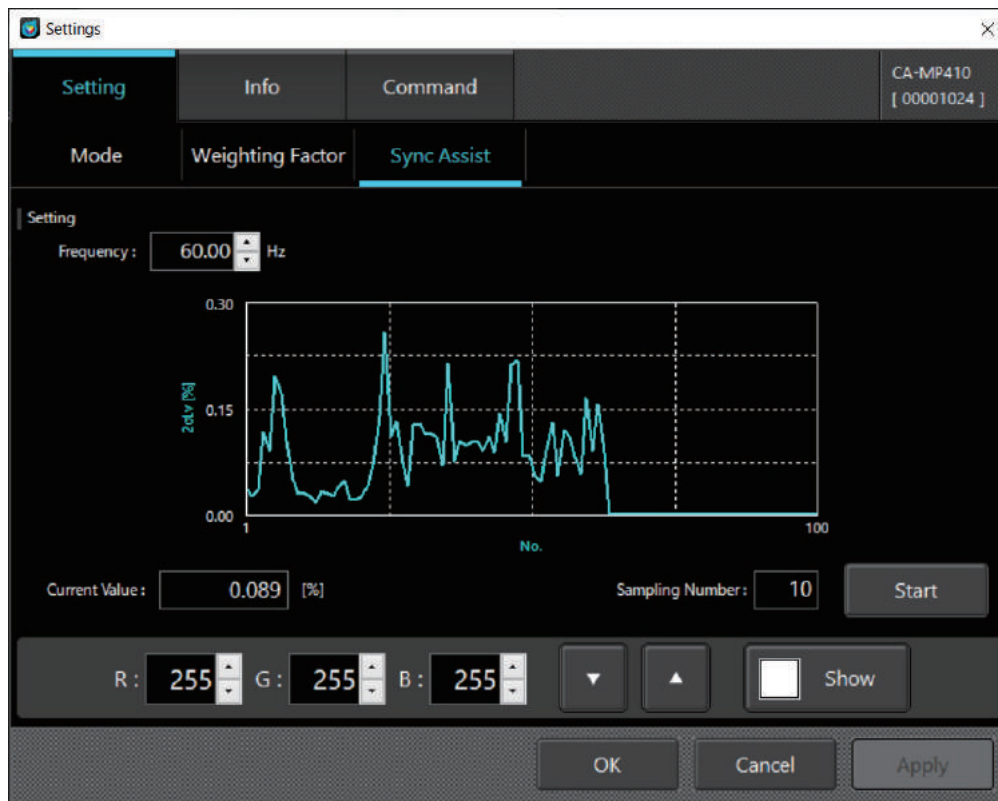 Settings
Setting Info Command
CA-MP410
[ 00001024 ]
Mode Weighting Factor Sync Assist
Setting
Frequency : 60.00 Hz
0.30
2σLv [%]
0.15
0.00
1 100
No.
Current Value : 0.089 [%] Sampling Number : 10 Start
R : 255 G : 255 B : 255 Show
OK Cancel Apply